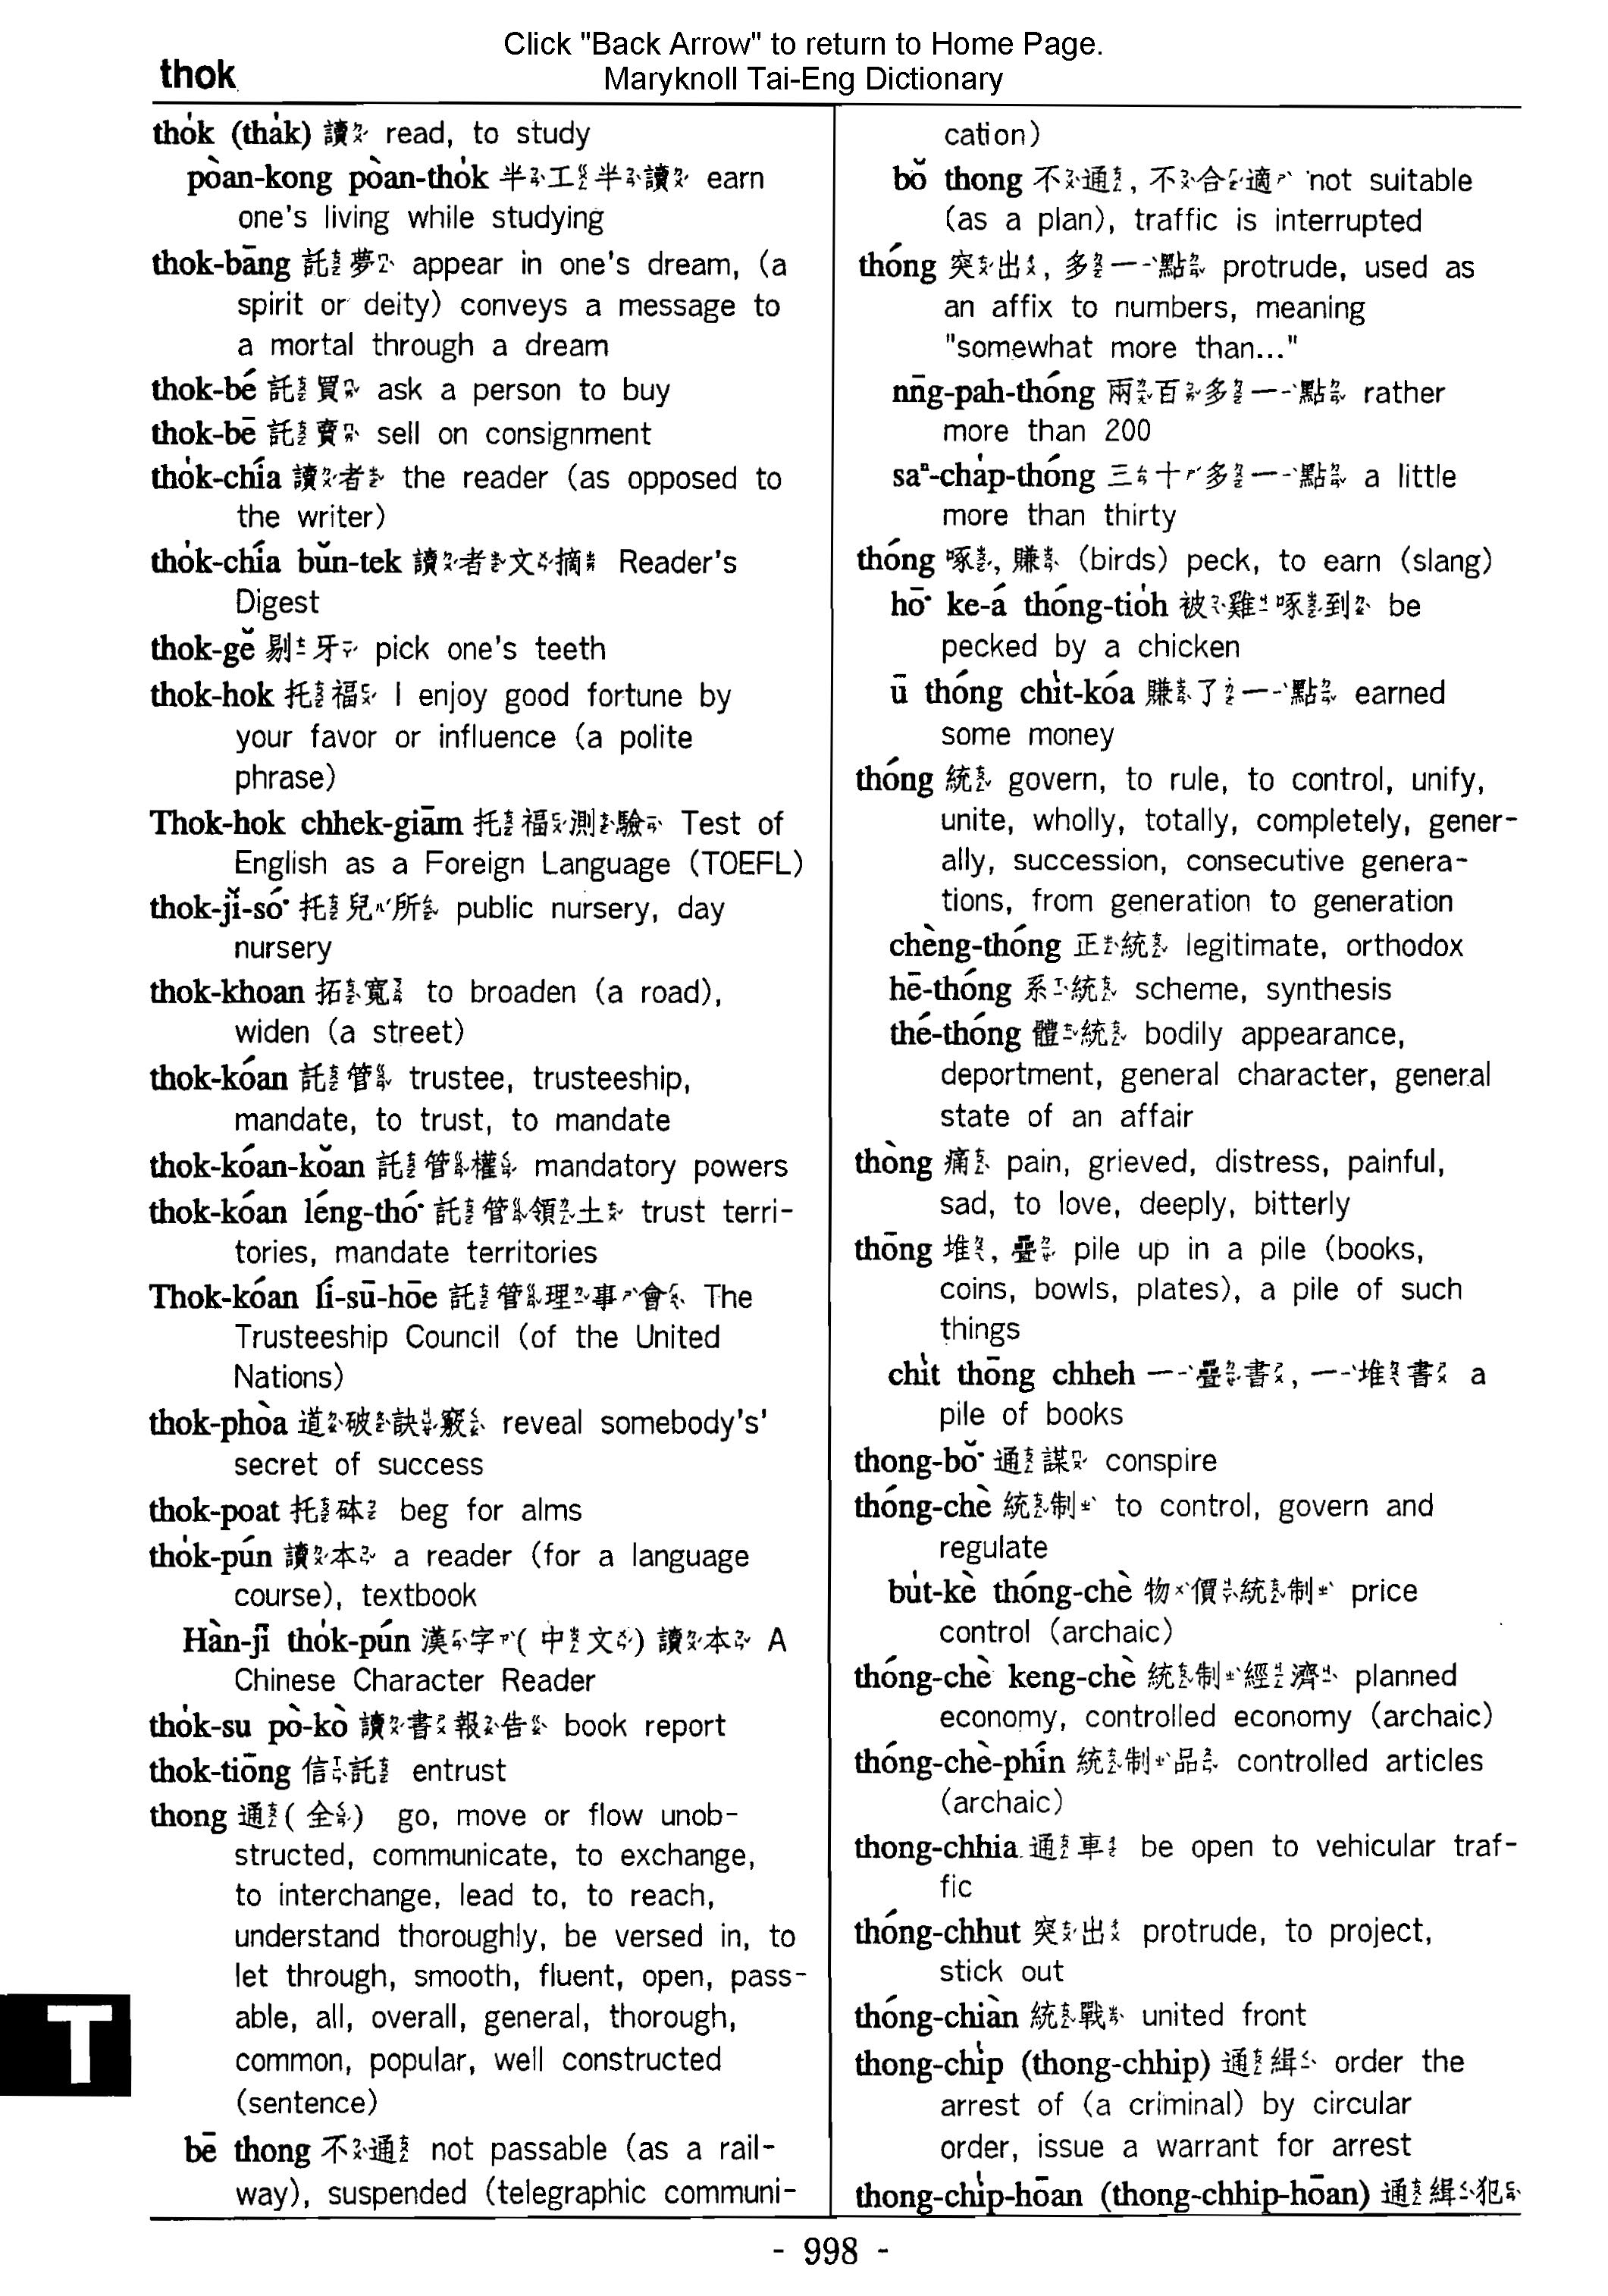 Click "Back Arrow" to return to Home Page.
Maryknoll Tai-Eng Dictionary
thok
tho̍k (tha̍k) 讀 read, to study
pòan-kong pòan-tho̍k 半工半讀 earn
one's living while studying
thok-bāng 託夢 appear in one's dream, (a
spirit or deity) conveys a message to
a mortal through a dream
thok-bé 託買 ask a person to buy
thok-bē 託賣 sell on consignment
tho̍k-chía 讀者 the reader (as opposed to
the writer)
tho̍k-chía bŭn-tek 讀者文摘 Reader's
Digest
thok-gĕ 剔牙 pick one's teeth
thok-hok 托福 I enjoy good fortune by
your favor or influence (a polite
phrase)
Thok-hok chhek-giām 托福測驗 Test of
English as a Foreign Language (TOEFL)
thok-jĭ-só͘ 托兒所 public nursery, day
nursery
thok-khoan 拓寬 to broaden (a road),
widen (a street)
thok-kóan 託管 trustee, trusteeship,
mandate, to trust, to mandate
thok-kóan-kŏan 託管權 mandatory powers
thok-kóan léng-thó͘ 託管領土 trust terri-
tories, mandate territories
Thok-kóan lí-sū-hōe 託管理事會 The
Trusteeship Council (of the United
Nations)
thok-phòa 道破訣竅 reveal somebody's'
secret of success
thok-poat 托砵 beg for alms
tho̍k-pún 讀本 a reader (for a language
course), textbook
Hàn-jī tho̍k-pún 漢字(中文) 讀本 A
Chinese Character Reader
tho̍k-su pò-kò 讀書報告 book report
thok-tiōng 信託 entrust
thong 通(全) go, move or flow unob-
structed, communicate, to exchange,
to interchange, lead to, to reach,
understand thoroughly, be versed in, to
let through, smooth, fluent, open, pass-
able, all, overall, general, thorough,
common, popular, well constructed
(sentence)
bē thong 不通 not passable (as a rail-
way), suspended (telegraphic communi-
cation)
bŏ thong 不通, 不合適 not suitable
(as a plan), traffic is interrupted
thóng 突出, 多一點 protrude, used as
an affix to numbers, meaning
"somewhat more than..."
nn̄g-pah-thóng 兩百多一點 rather
more than 200
saⁿ-cha̍p-thóng 三十多一點 a little
more than thirty
thóng 啄, 賺 (birds) peck, to earn (slang)
hō͘ ke-á thóng-tio̍h 被雞啄到 be
pecked by a chicken
ū thóng chi̍t-kóa 賺了一點 earned
some money
thóng 統 govern, to rule, to control, unify,
unite, wholly, totally, completely, gener-
ally, succession, consecutive genera-
tions, from generation to generation
chèng-thóng 正統 legitimate, orthodox
hē-thóng 系統 scheme, synthesis
thé-thóng 體統 bodily appearance,
deportment, general character, general
state of an affair
thòng 痛 pain, grieved, distress, painful,
sad, to love, deeply, bitterly
thōng 堆, 疊 pile up in a pile (books,
coins, bowls, plates), a pile of such
things
chi̍t thōng chheh 一疊書, 一堆書 a
pile of books
thong-bŏ͘ 通謀 conspire
thóng-chè 統制 to control, govern and
regulate
bu̍t-kè thóng-chè 物價統制 price
control (archaic)
thóng-chè keng-chè 統制經濟 planned
economy, controlled economy (archaic)
thóng-chè-phín 統制品 controlled articles
(archaic)
thong-chhia 通車 be open to vehicular traf-
fic
thóng-chhut 突出 protrude, to project,
stick out
thóng-chiàn 統戰 united front
thong-chi̍p (thong-chhip) 通緝 order the
arrest of (a criminal) by circular
order, issue a warrant for arrest
thong-chi̍p-hōan (thong-chhip-hōan) 通緝犯
T
- 998 -